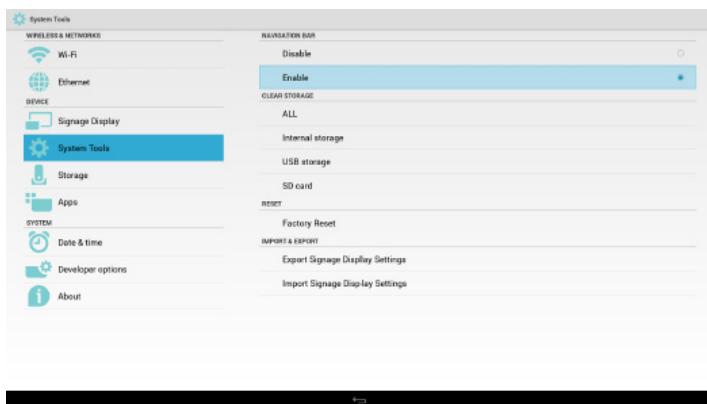 System Tools
WIRELESS & NETWORKS
Wi-Fi
Ethernet
DEVICE
Signage Display
System Tools
Storage
Apps
SYSTEM
Date & time
Developer options
About
NAVIGATION BAR
Disable
Enable
CLEAR STORAGE
ALL
Internal storage
USB storage
SD card
RESET
Factory Reset
IMPORT & EXPORT
Export Signage Display Settings
Import Signage Display Settings